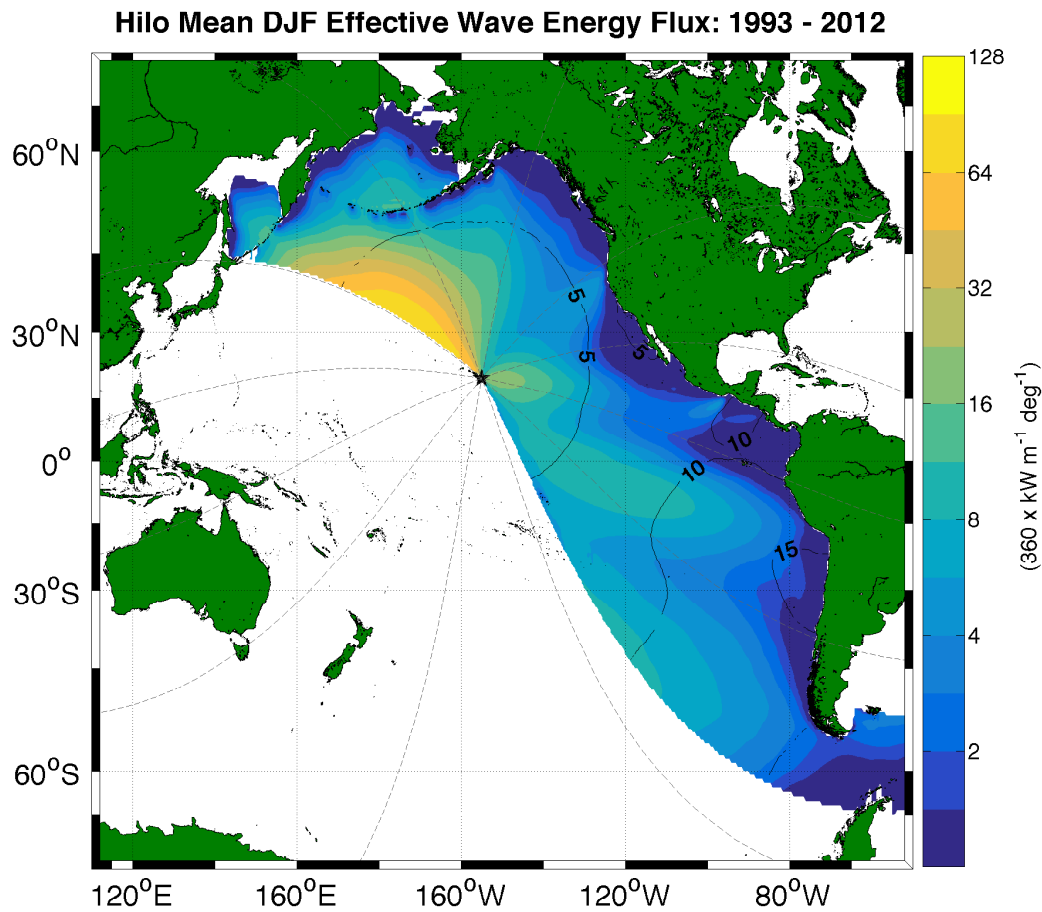 Hilo Mean DJF Effective Wave Energy Flux: 1993 - 2012
128
60°N
64
5
32
30°N
5
5
16
10
0°
10
8
15
30°S
4
2
60°S
120°E
160°E
160°W
120°W
80°W
(360 x kW m⁻¹ deg⁻¹)